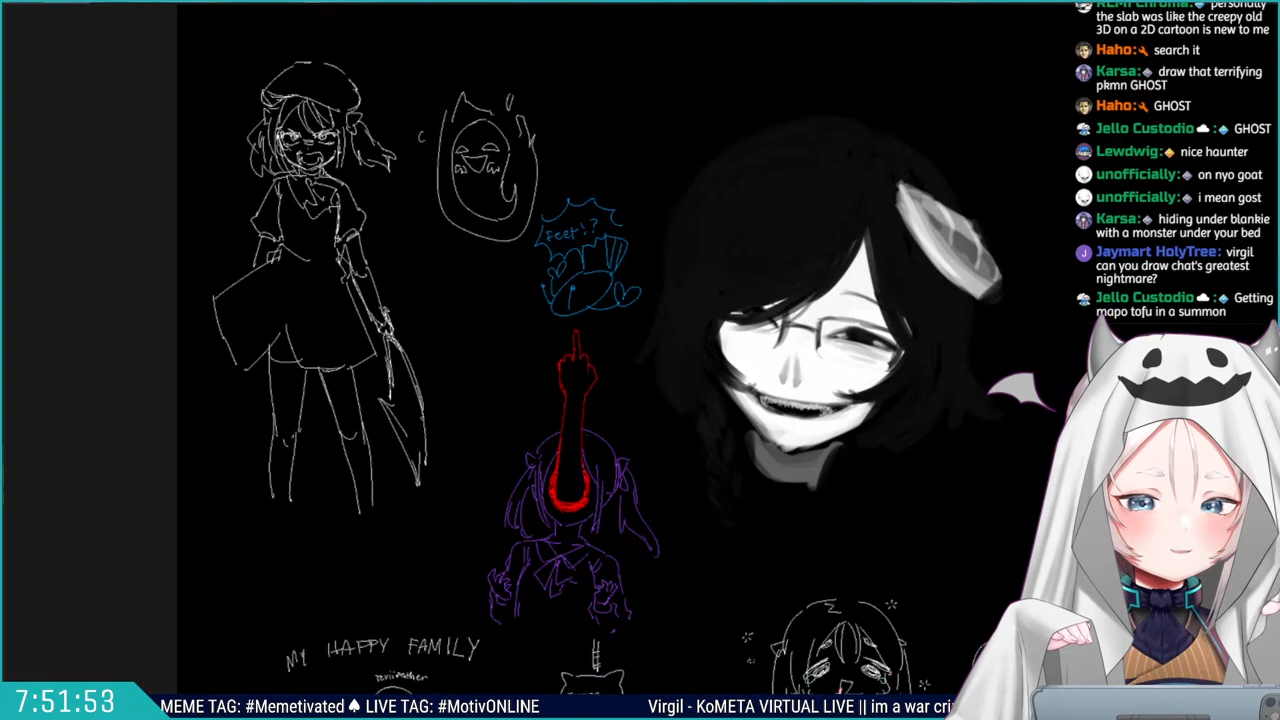 personally
the slab was like the creepy old
3D on a 2D cartoon is new to me
Haho: search it
Karsa: draw that terrifying
pkmn GHOST
Haho: GHOST
Jello Custodio : GHOST
Lewdwig: nice haunter
unofficially: on nyo goat
unofficially: i mean gost
Karsa: hiding under blankie
with a monster under your bed
Jaymart HolyTree: virgil
can you draw chat's greatest
nightmare?
Jello Custodio : Getting
mapo tofu in a summon
Feet!?
MY HAPPY FAMILY
7:51:53
MEME TAG: #Memetivated ♠ LIVE TAG: #MotivONLINE
Virgil - KoMETA VIRTUAL LIVE || im a war